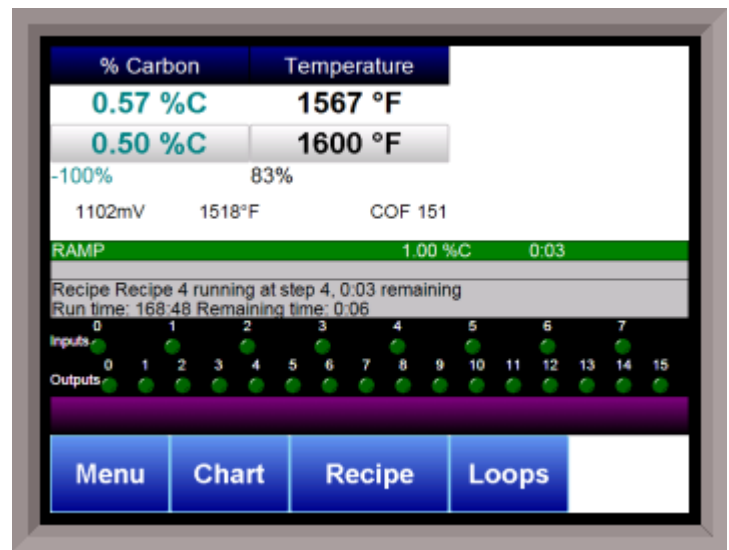 % Carbon Temperature
0.57 %C 1567 °F
0.50 %C 1600 °F
-100% 83%
1102mV 1518°F COF 151
RAMP 1.00 %C 0:03
Recipe Recipe 4 running at step 4, 0:03 remaining
Run time: 168:48 Remaining time: 0:06
0 1 2 3 4 5 6 7
Inputs
0 1 2 3 4 5 6 7 8 9 10 11 12 13 14 15
Outputs
Menu Chart Recipe Loops